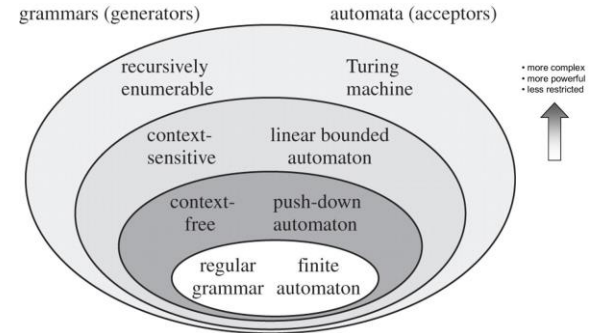 grammars (generators) automata (acceptors)
recursively enumerable
Turing machine
• more complex
• more powerful
• less restricted
context-
sensitive
linear bounded
automaton
context-
free
push-down
automaton
regular
grammar
finite
automaton